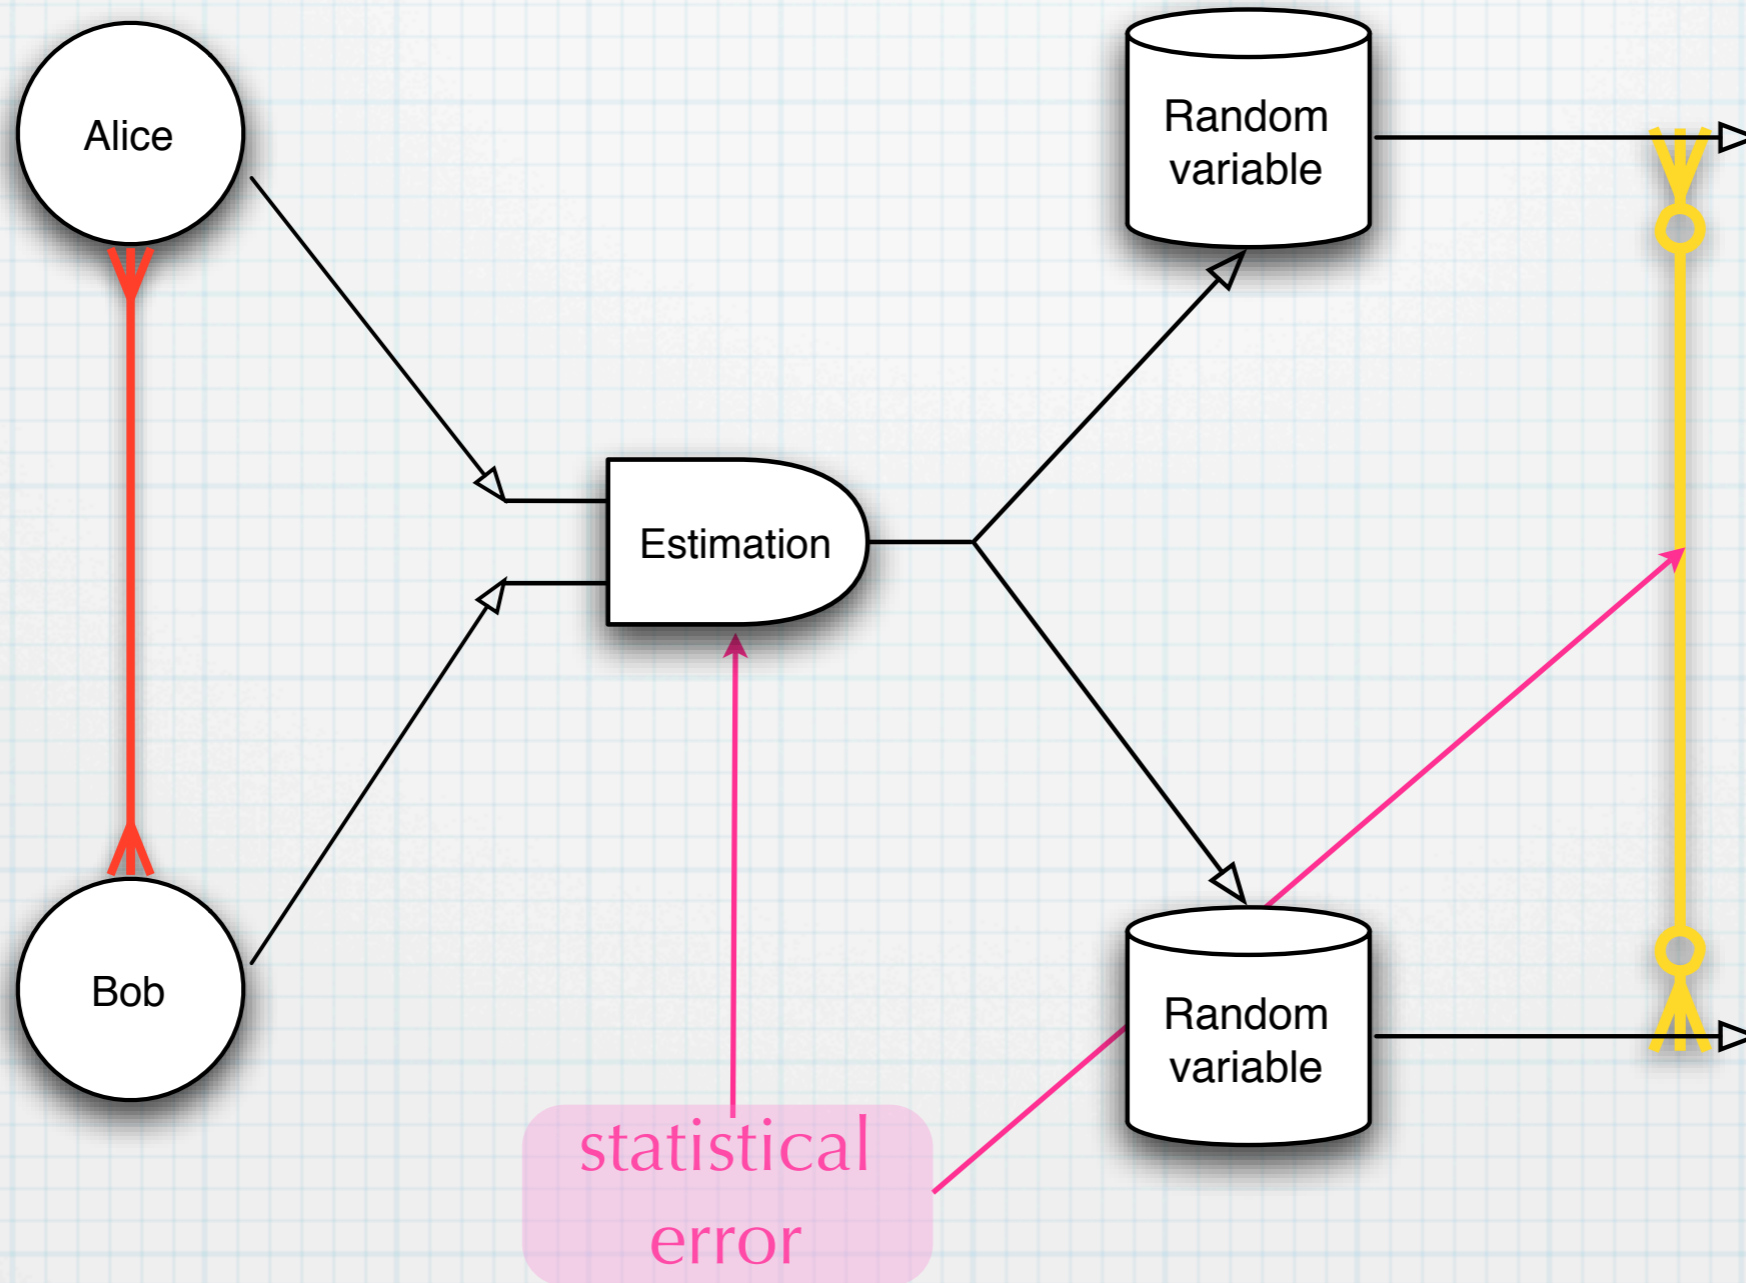 Alice
Random
variable
Estimation
Bob
Random
variable
statistical
error